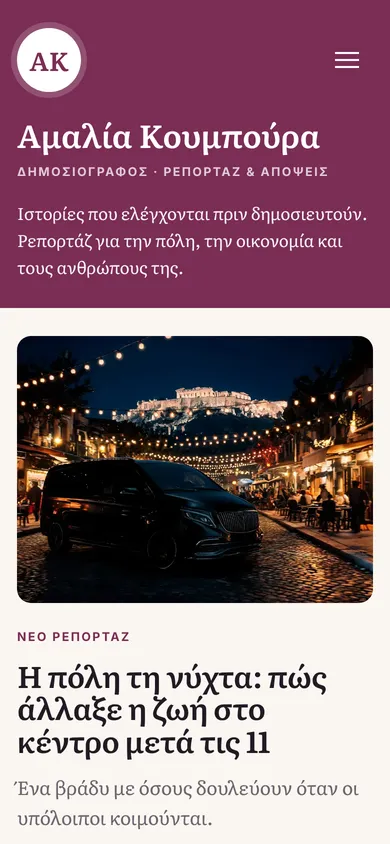 ΑΚ
Αμαλία Κουμπούρα
ΔΗΜΟΣΙΟΓΡΑΦΟΣ · ΡΕΠΟΡΤΑΖ & ΑΠΟΨΕΙΣ
Ιστορίες που ελέγχονται πριν δημοσιευτούν.
Ρεπορτάζ για την πόλη, την οικονομία και
τους ανθρώπους της.
ΝΕΟ ΡΕΠΟΡΤΑΖ
Η πόλη τη νύχτα: πώς
άλλαξε η ζωή στο
κέντρο μετά τις 11
Ένα βράδυ με όσους δουλεύουν όταν οι
υπόλοιποι κοιμούνται.